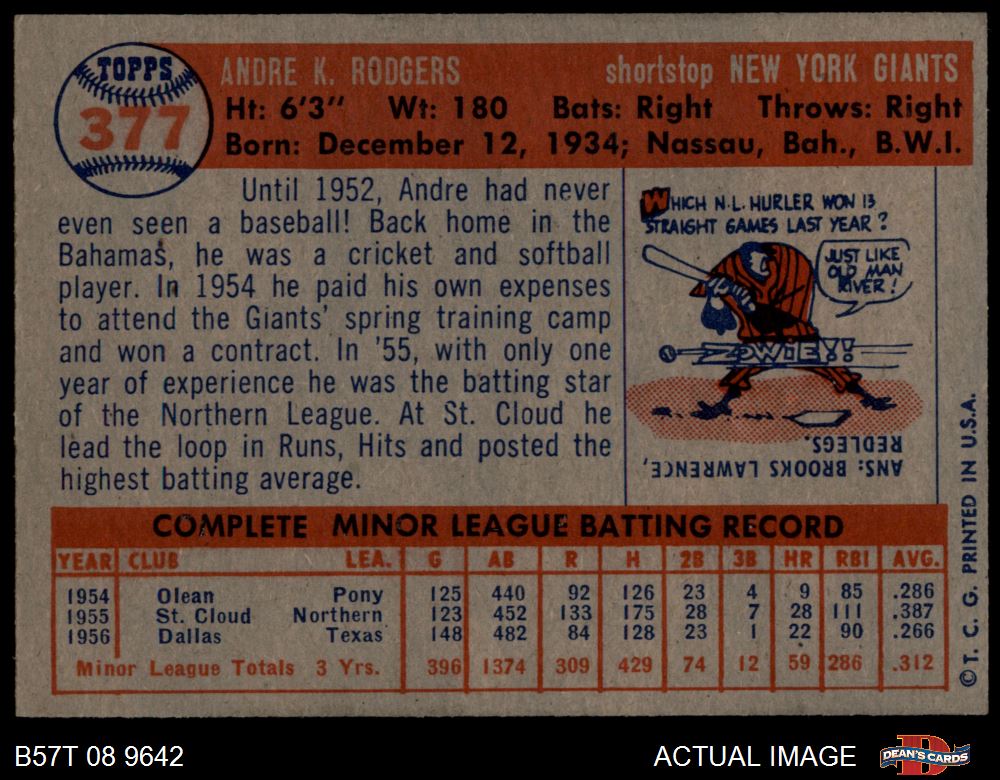 TOPPS
377
ANDRE K. RODGERS shortstop NEW YORK GIANTS
Ht: 6'3" Wt: 180 Bats: Right Throws: Right
Born: December 12, 1934; Nassau, Bah., B.W.I.
Until 1952, Andre had never
even seen a baseball! Back home in the
Bahamas, he was a cricket and softball
player. In 1954 he paid his own expenses
to attend the Giants' spring training camp
and won a contract. In '55, with only one
year of experience he was the batting star
of the Northern League. At St. Cloud he
lead the loop in Runs, Hits and posted the
highest batting average.
WHICH N.L. HURLER WON 13
STRAIGHT GAMES LAST YEAR?
JUST LIKE
OLD MAN
RIVER!
ZOWIE!!
ANS: BROOKS LAWRENCE,
REDLEGS.
COMPLETE MINOR LEAGUE BATTING RECORD
YEAR CLUB LEA. G AB R H 2B 3B HR RBI AVG.
1954 Olean Pony 125 440 92 126 23 4 9 85 .286
1955 St. Cloud Northern 123 452 133 175 28 7 28 111 .387
1956 Dallas Texas 148 482 84 128 23 1 22 90 .266
Minor League Totals 3 Yrs. 396 1374 309 429 74 12 59 286 .312
© T. C. G. PRINTED IN U.S.A.
B57T 08 9642 ACTUAL IMAGE
DEAN'S CARDS